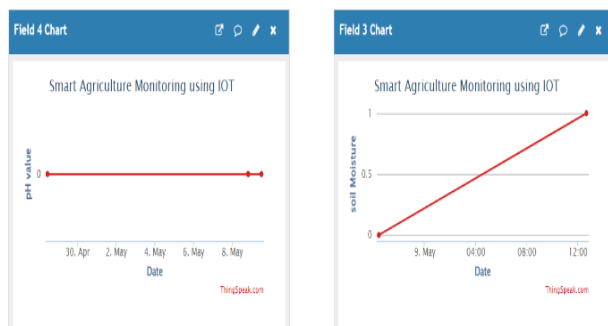 Field 4 Chart
Smart Agriculture Monitoring using IOT
pH value
0
30. Apr 2. May 4. May 6. May 8. May
Date
ThingSpeak.com
Field 3 Chart
Smart Agriculture Monitoring using IOT
soil Moisture
1
0.5
0
9. May 04:00 08:00 12:00
Date
ThingSpeak.com